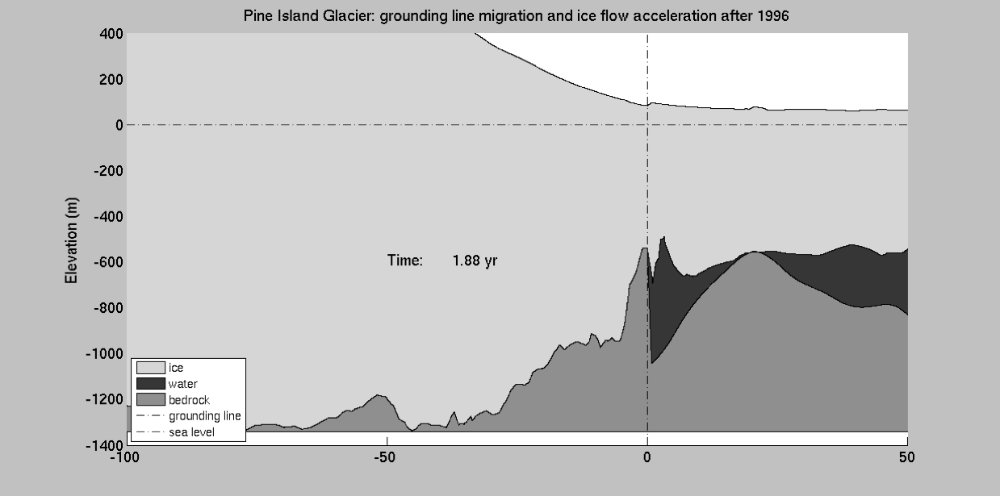 Pine Island Glacier: grounding line migration and ice flow acceleration after 1996
400
200
0
-200
-400
-600
-800
-1000
-1200
-1400
Elevation (m)
Time: 1.88 yr
ice
water
bedrock
grounding line
sea level
-100 -50 0 50